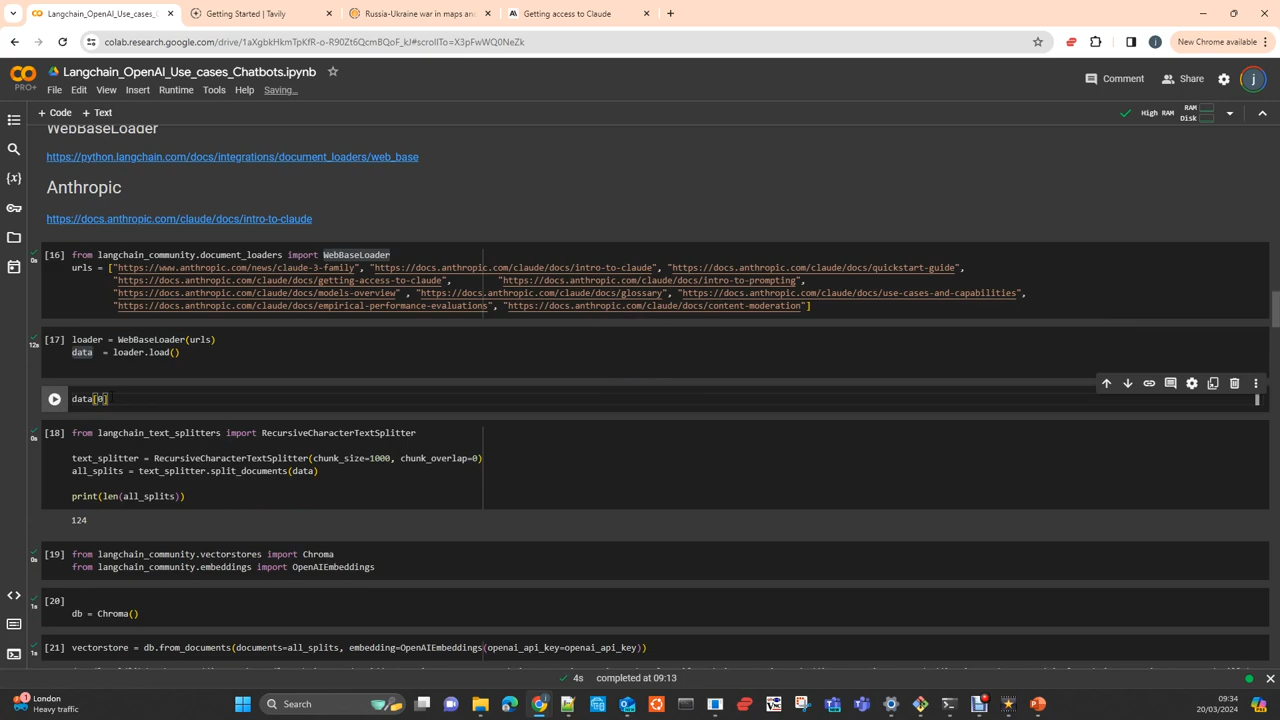 Langchain_OpenAI_Use_cases_C
Getting Started | Tavily
Russia-Ukraine war in maps an
Getting access to Claude
colab.research.google.com/drive/1aXgbkHkmTpKfR-o-R90Zt6QcmBQoF_kJ#scrollTo=X3pFwWQ0NeZk
New Chrome available
Langchain_OpenAI_Use_cases_Chatbots.ipynb
PRO+
File Edit View Insert Runtime Tools Help Saving...
Comment
Share
j
+ Code + Text
High RAM
RAM
Disk
WebBaseLoader
https://python.langchain.com/docs/integrations/document_loaders/web_base
Anthropic
https://docs.anthropic.com/claude/docs/intro-to-claude
[16] from langchain_community.document_loaders import WebBaseLoader
0s
urls = ["https://www.anthropic.com/news/claude-3-family", "https://docs.anthropic.com/claude/docs/intro-to-claude", "https://docs.anthropic.com/claude/docs/quickstart-guide",
"https://docs.anthropic.com/claude/docs/getting-access-to-claude", "https://docs.anthropic.com/claude/docs/intro-to-prompting",
"https://docs.anthropic.com/claude/docs/models-overview" , "https://docs.anthropic.com/claude/docs/glossary", "https://docs.anthropic.com/claude/docs/use-cases-and-capabilities",
"https://docs.anthropic.com/claude/docs/empirical-performance-evaluations", "https://docs.anthropic.com/claude/docs/content-moderation"]
[17] loader = WebBaseLoader(urls)
12s
data = loader.load()
data[0]
[18] from langchain_text_splitters import RecursiveCharacterTextSplitter
0s
text_splitter = RecursiveCharacterTextSplitter(chunk_size=1000, chunk_overlap=0)
all_splits = text_splitter.split_documents(data)
print(len(all_splits))
124
[19] from langchain_community.vectorstores import Chroma
0s
from langchain_community.embeddings import OpenAIEmbeddings
[20]
1s
db = Chroma()
[21] vectorstore = db.from_documents(documents=all_splits, embedding=OpenAIEmbeddings(openai_api_key=openai_api_key))
1s
4s completed at 09:13
London
Heavy traffic
Search
09:34
20/03/2024